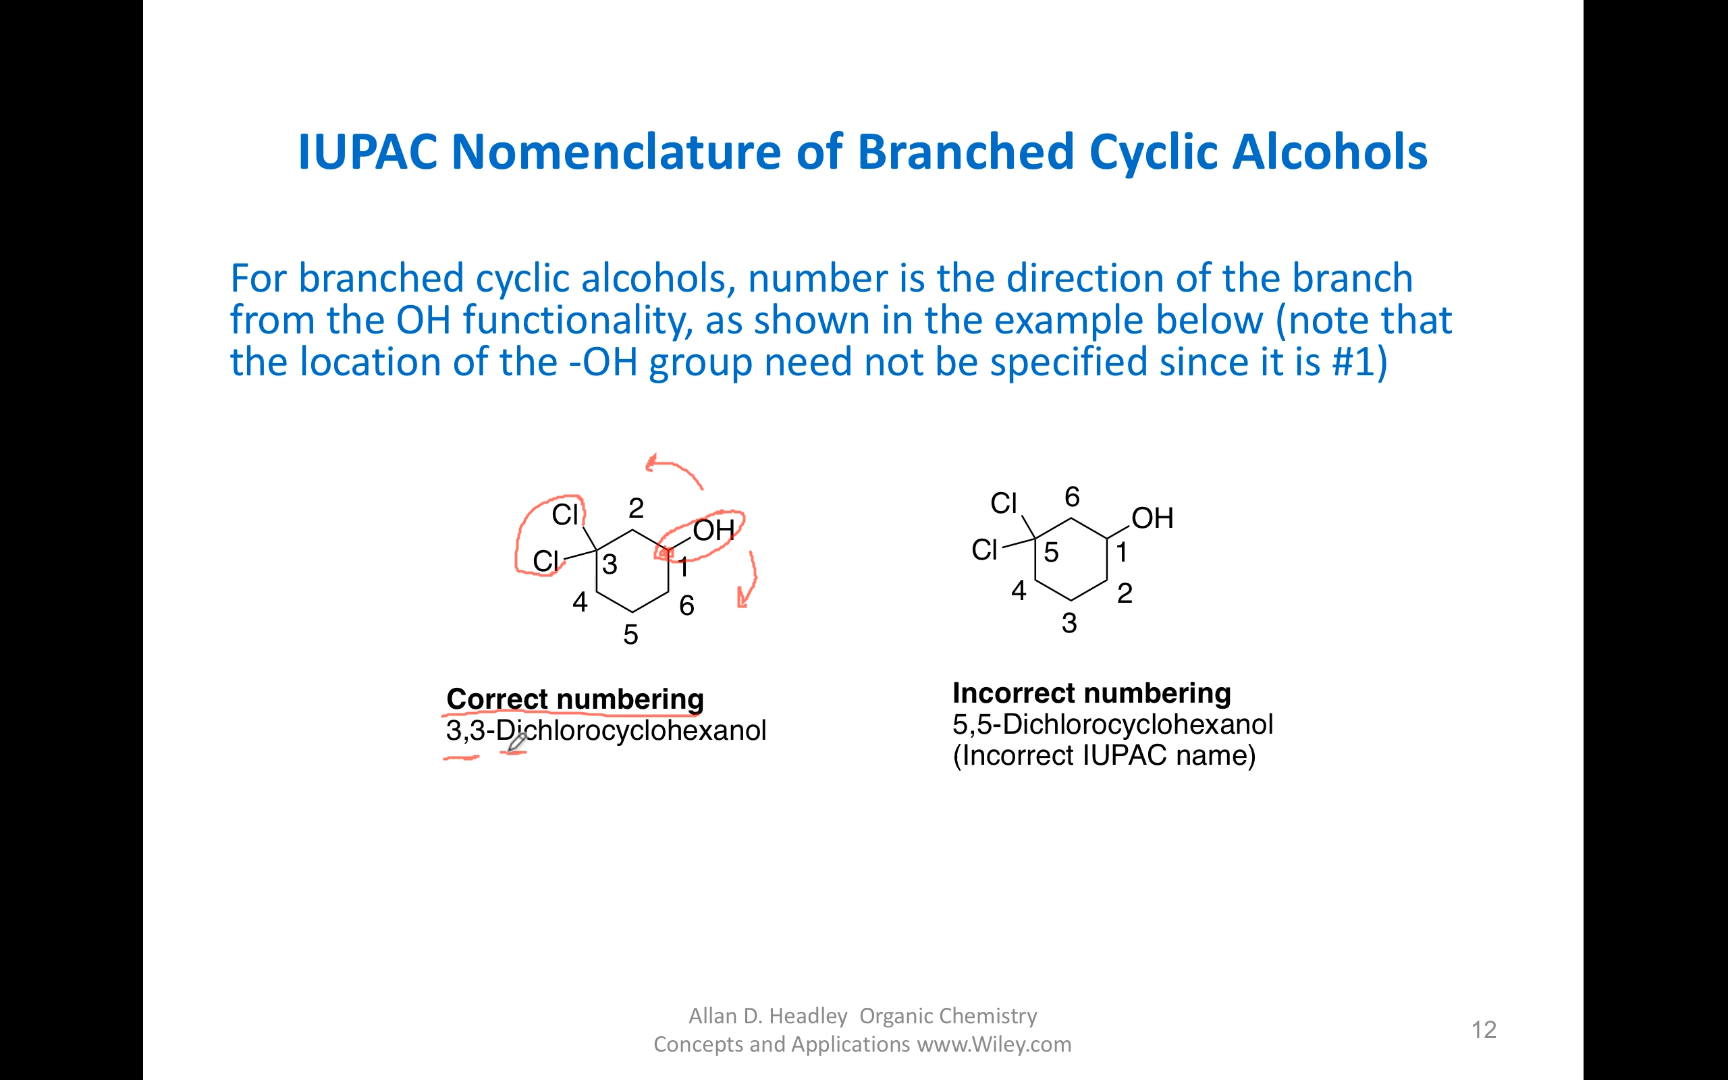 IUPAC Nomenclature of Branched Cyclic Alcohols
For branched cyclic alcohols, number is the direction of the branch
from the OH functionality, as shown in the example below (note that
the location of the -OH group need not be specified since it is #1)
Cl
2
OH
Cl
3
1
4
6
5
Correct numbering
3,3-Dichlorocyclohexanol
Cl
6
OH
Cl
5
1
4
2
3
Incorrect numbering
5,5-Dichlorocyclohexanol
(Incorrect IUPAC name)
Allan D. Headley Organic Chemistry
Concepts and Applications www.Wiley.com
12